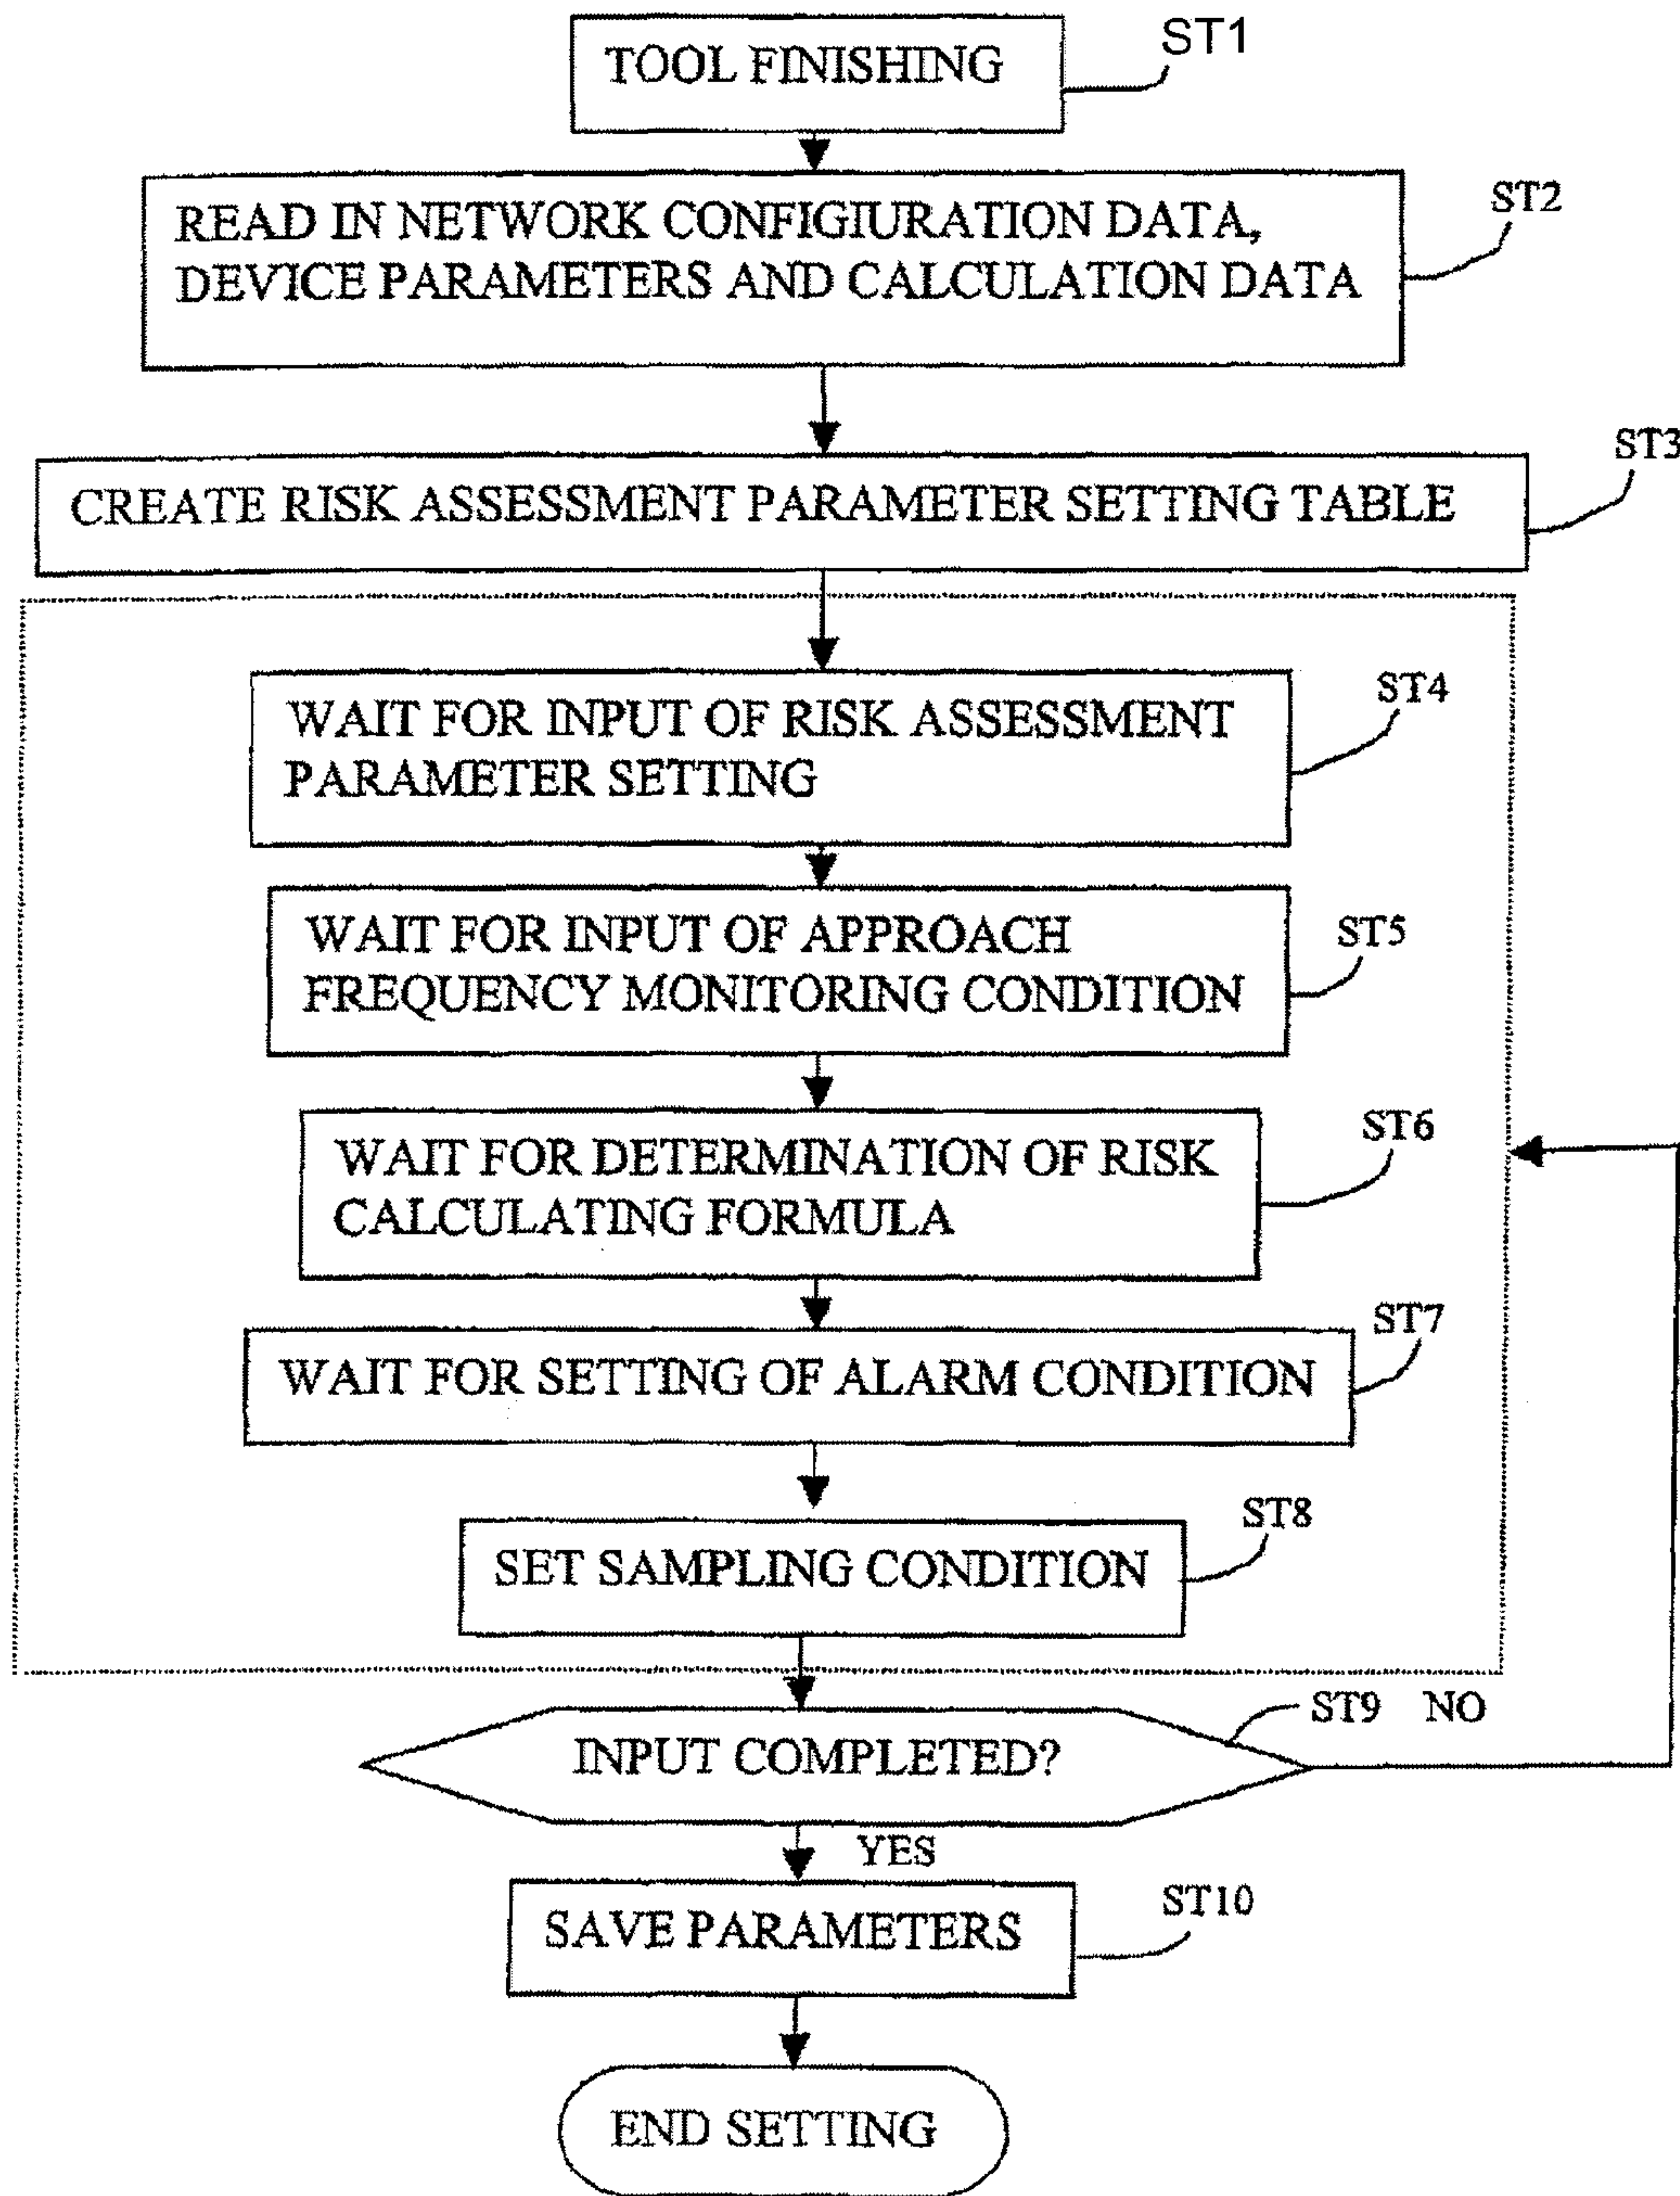 TOOL FINISHING
ST1
READ IN NETWORK CONFIGIURATION DATA,
DEVICE PARAMETERS AND CALCULATION DATA
ST2
CREATE RISK ASSESSMENT PARAMETER SETTING TABLE
ST3
WAIT FOR INPUT OF RISK ASSESSMENT
PARAMETER SETTING
ST4
WAIT FOR INPUT OF APPROACH
FREQUENCY MONITORING CONDITION
ST5
WAIT FOR DETERMINATION OF RISK
CALCULATING FORMULA
ST6
WAIT FOR SETTING OF ALARM CONDITION
ST7
SET SAMPLING CONDITION
ST8
INPUT COMPLETED?
ST9 NO
YES
SAVE PARAMETERS
ST10
END SETTING